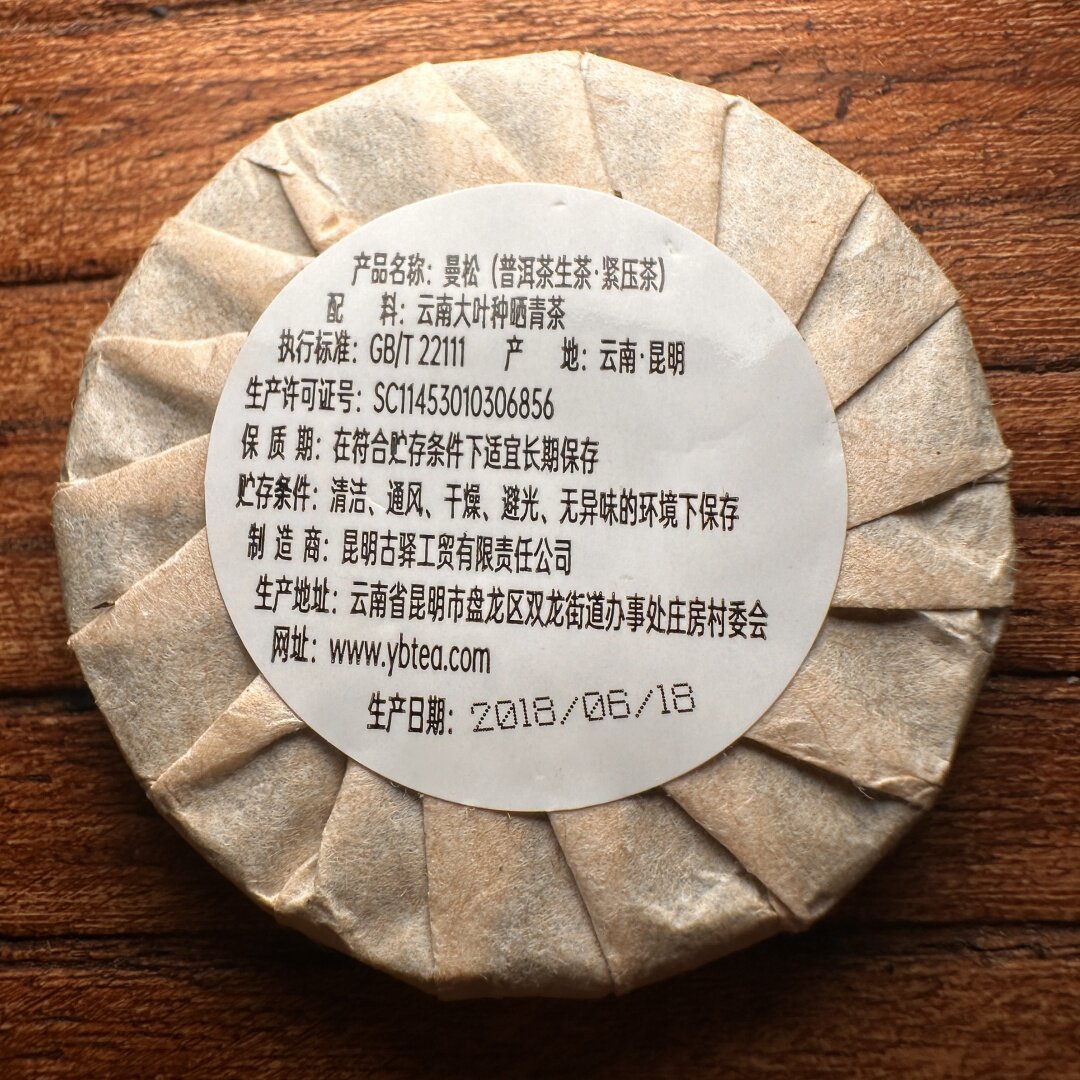 产品名称：曼松（普洱茶生茶·紧压茶）
配 料：云南大叶种晒青茶
执行标准：GB/T 22111 产 地：云南·昆明
生产许可证号：SC11453010306856
保 质 期：在符合贮存条件下适宜长期保存
贮存条件：清洁、通风、干燥、避光、无异味的环境下保存
制 造 商：昆明古驿工贸有限责任公司
生产地址：云南省昆明市盘龙区双龙街道办事处庄房村委会
网址：www.ybtea.com
生产日期：2018/06/18